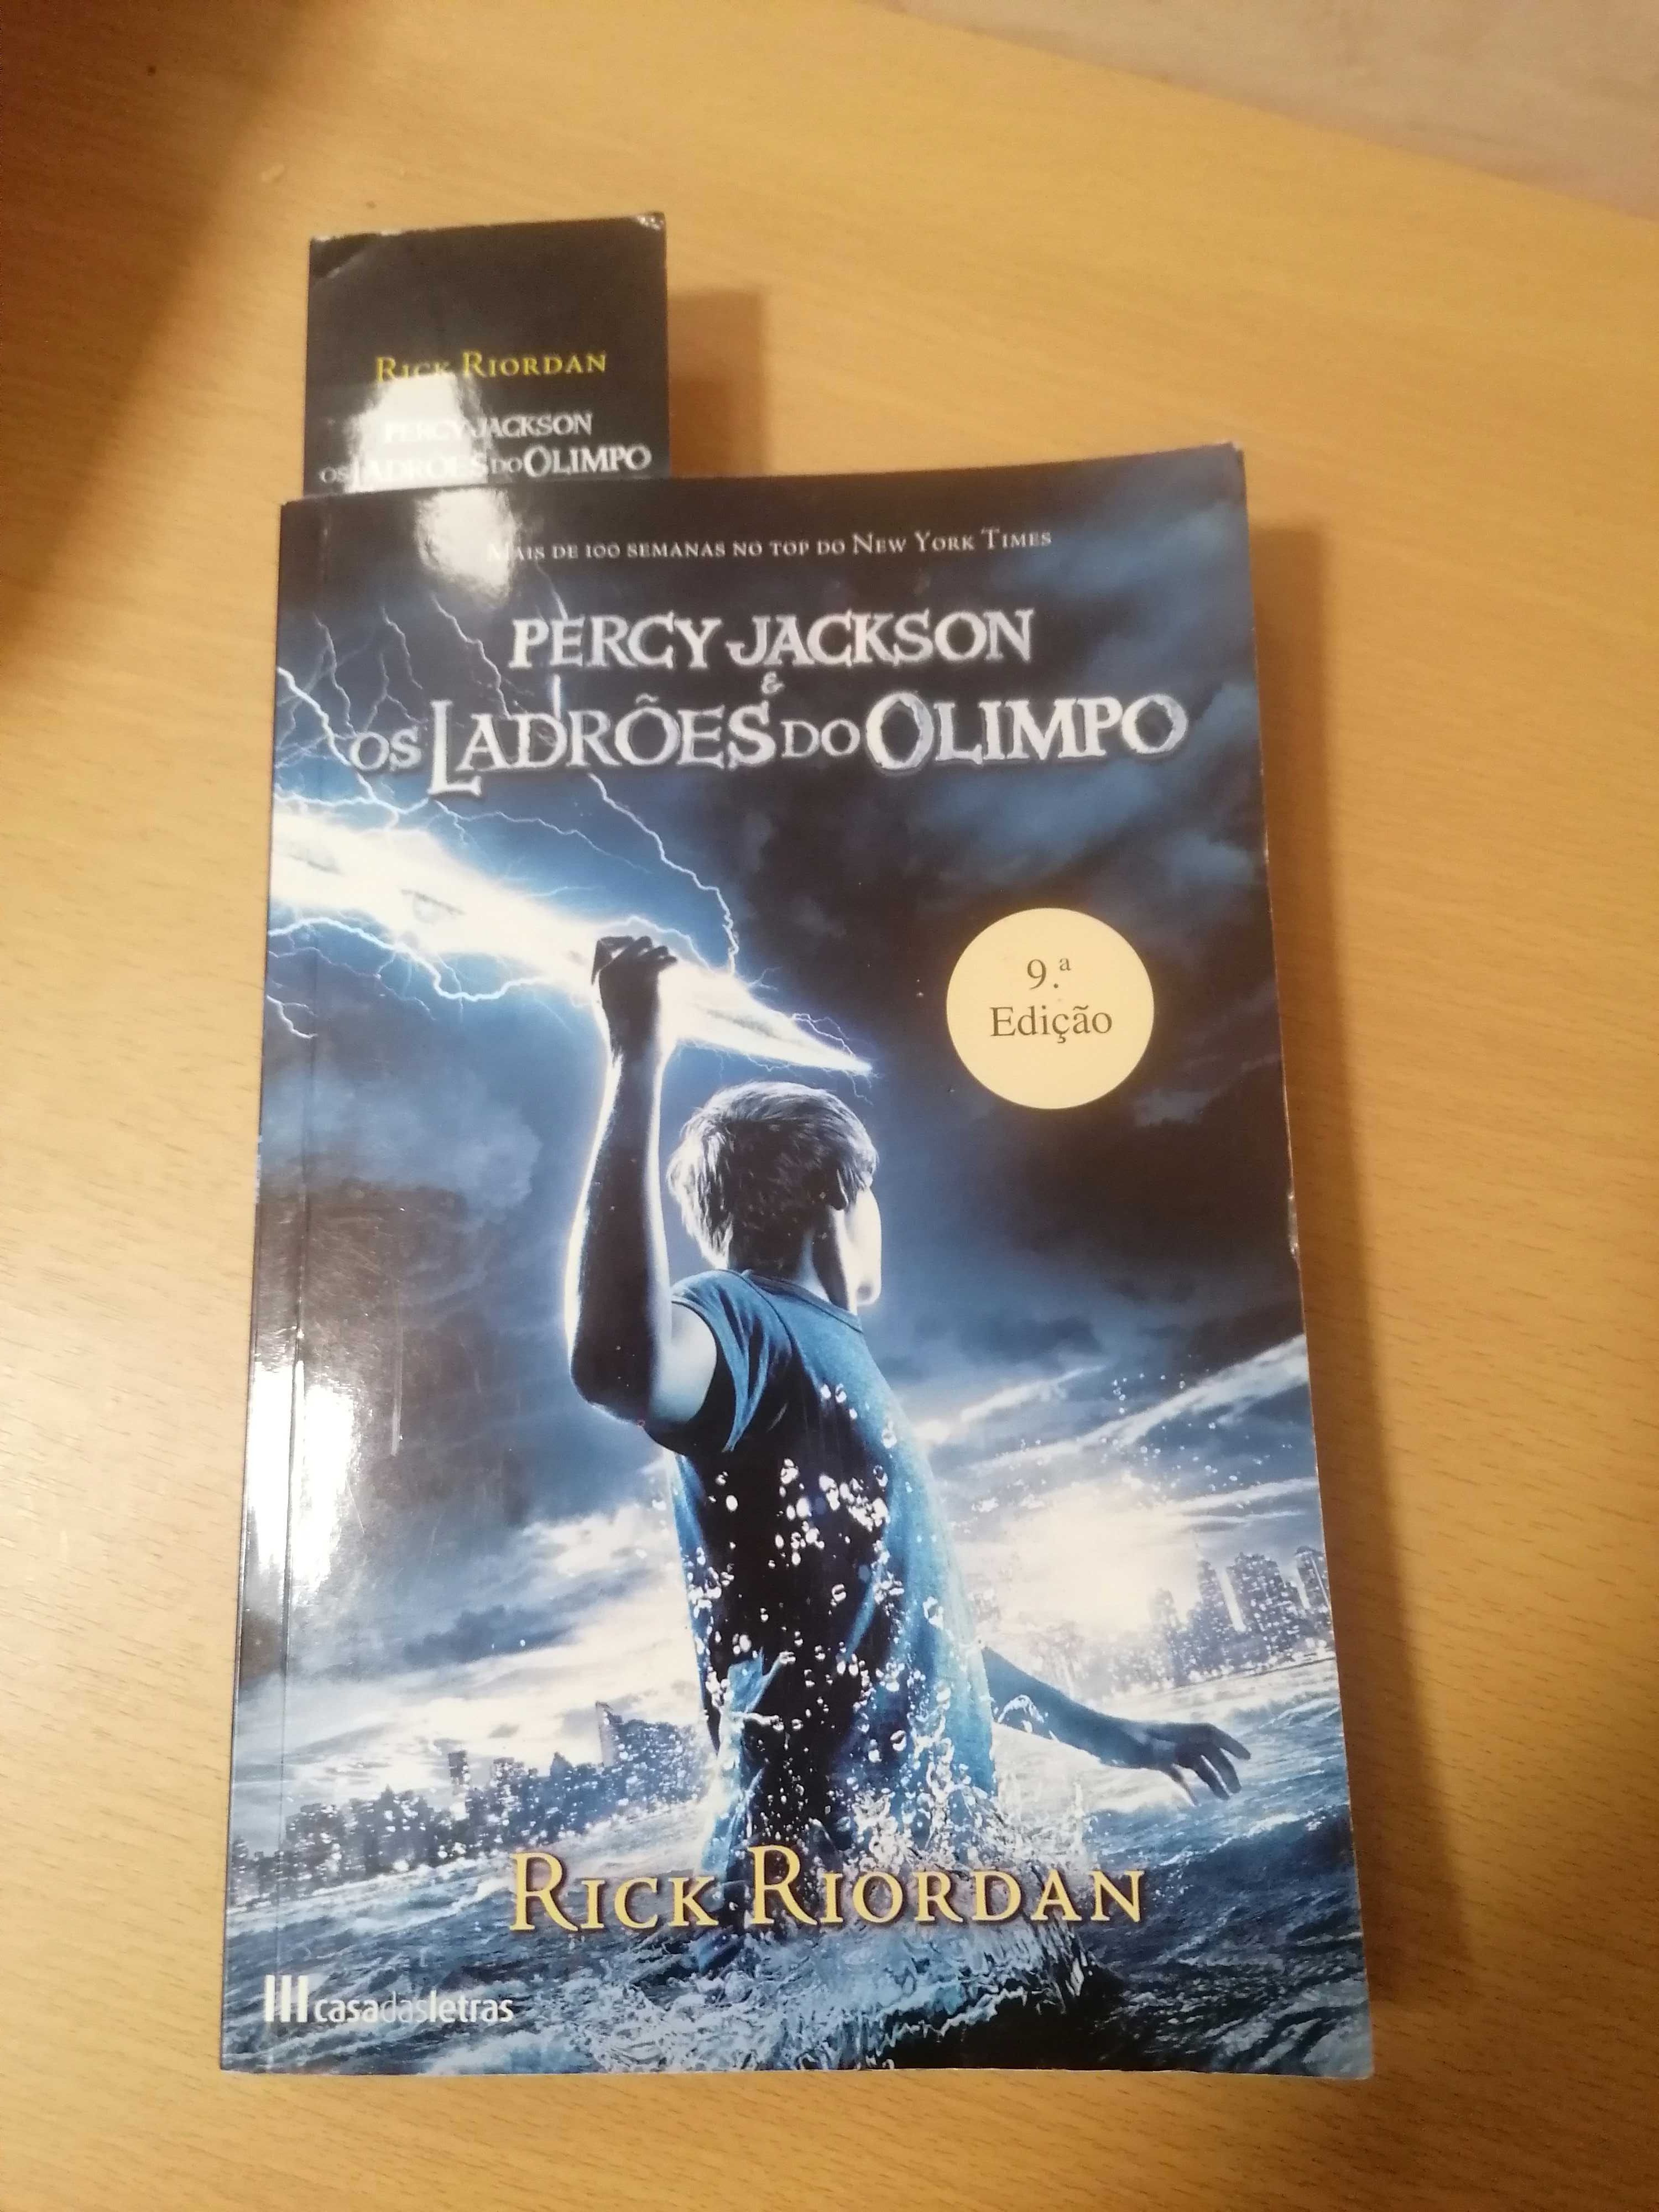 RICK RIORDAN
PERCY JACKSON
OS LADRÕES DO OLIMPO
MAIS DE 100 SEMANAS NO TOP DO NEW YORK TIMES
PERCY JACKSON
&
OS LADRÕES DO OLIMPO
9.ª
Edição
RICK RIORDAN
casadasletras